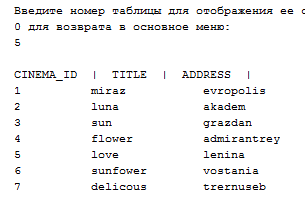 Введите номер таблицы для отображения ее
0 для возврата в основное меню:
5
CINEMA_ID | TITLE | ADDRESS |
1 miraz evropolis
2 luna akadem
3 sun grazdan
4 flower admirantrey
5 love lenina
6 sunfower vostania
7 delicous trernuseb